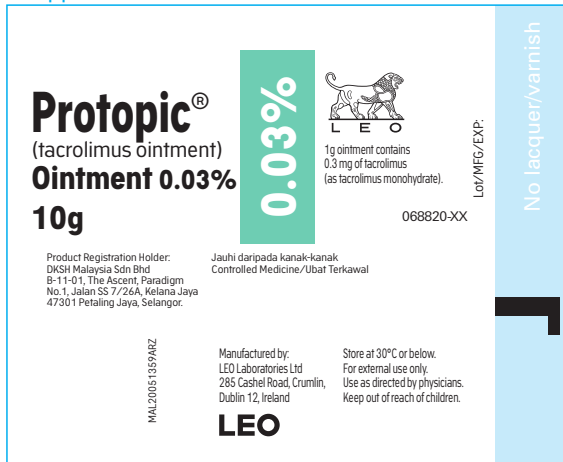 Protopic®
(tacrolimus ointment)
Ointment 0.03%
10g
0.03%
LEO
1g ointment contains
0.3 mg of tacrolimus
(as tacrolimus monohydrate).
068820-XX
Lot/MFG/EXP:
No lacquer/varnish
Product Registration Holder:
DKSH Malaysia Sdn Bhd
B-11-01, The Ascent, Paradigm
No.1, Jalan SS 7/26A, Kelana Jaya
47301 Petaling Jaya, Selangor.
Jauhi daripada kanak-kanak
Controlled Medicine/Ubat Terkawal
MAL20051359ARZ
Manufactured by:
LEO Laboratories Ltd
285 Cashel Road, Crumlin,
Dublin 12, Ireland
LEO
Store at 30°C or below.
For external use only.
Use as directed by physicians.
Keep out of reach of children.